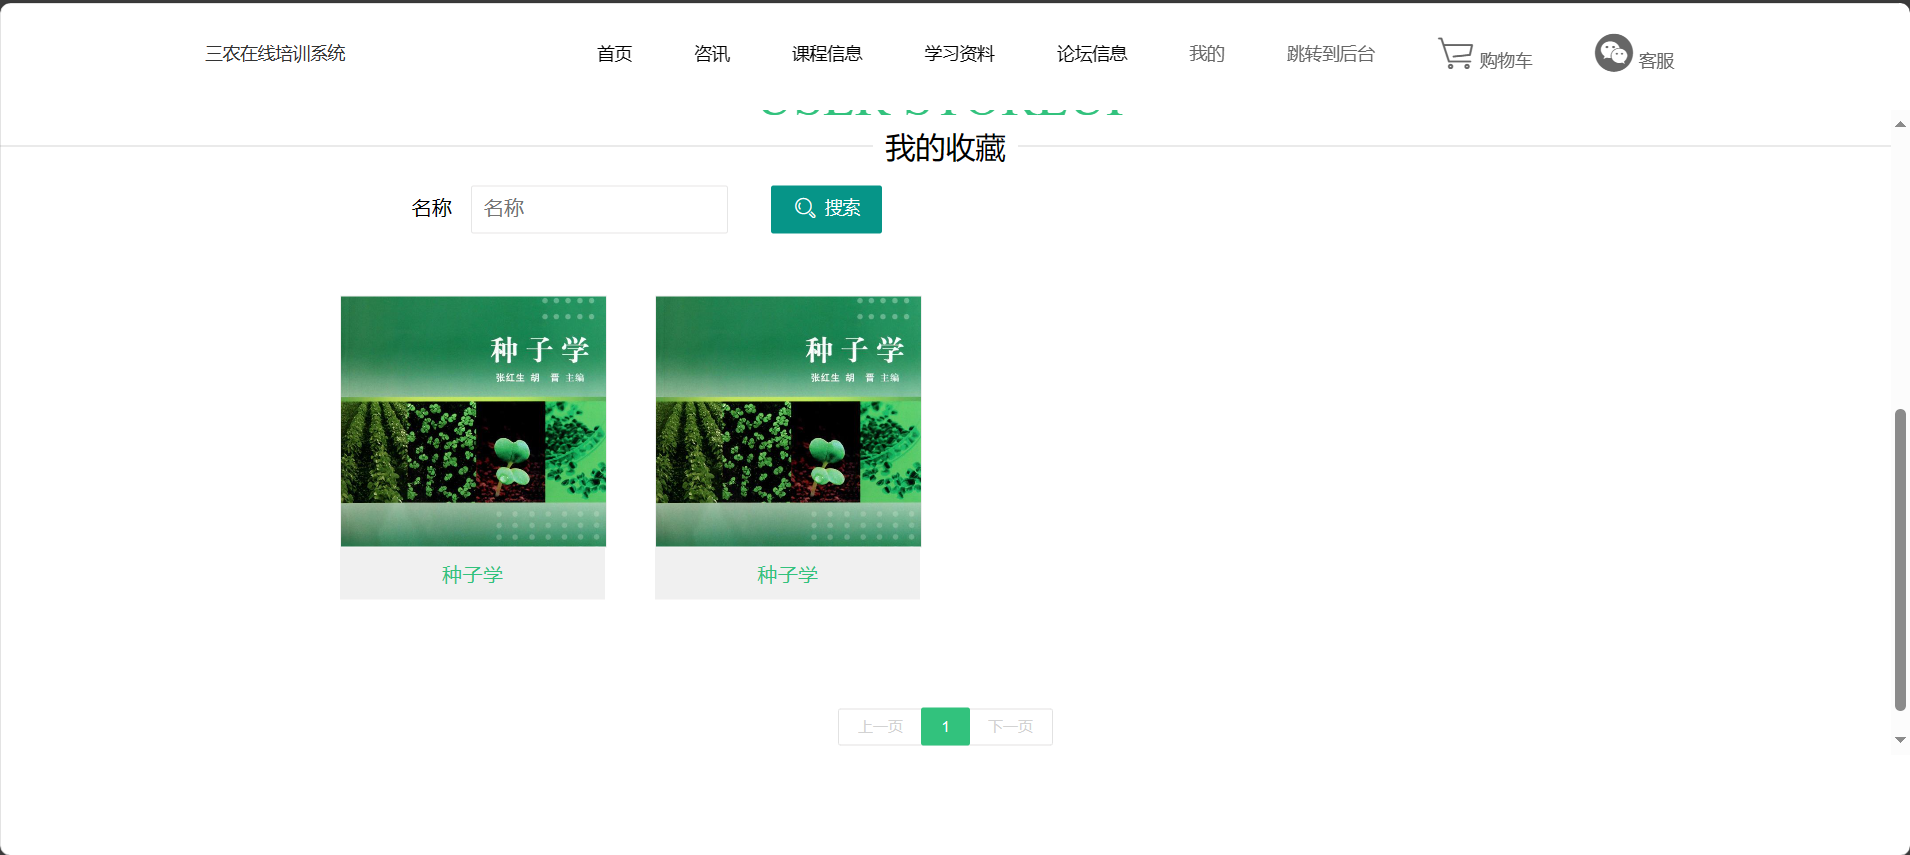 三农在线培训系统 首页 咨讯 课程信息 学习资料 论坛信息 我的 跳转到后台 购物车 客服
我的收藏
名称 名称 搜索
种子学 种子学
张红生 胡 晋 主编 张红生 胡 晋 主编
种子学 种子学
上一页 1 下一页